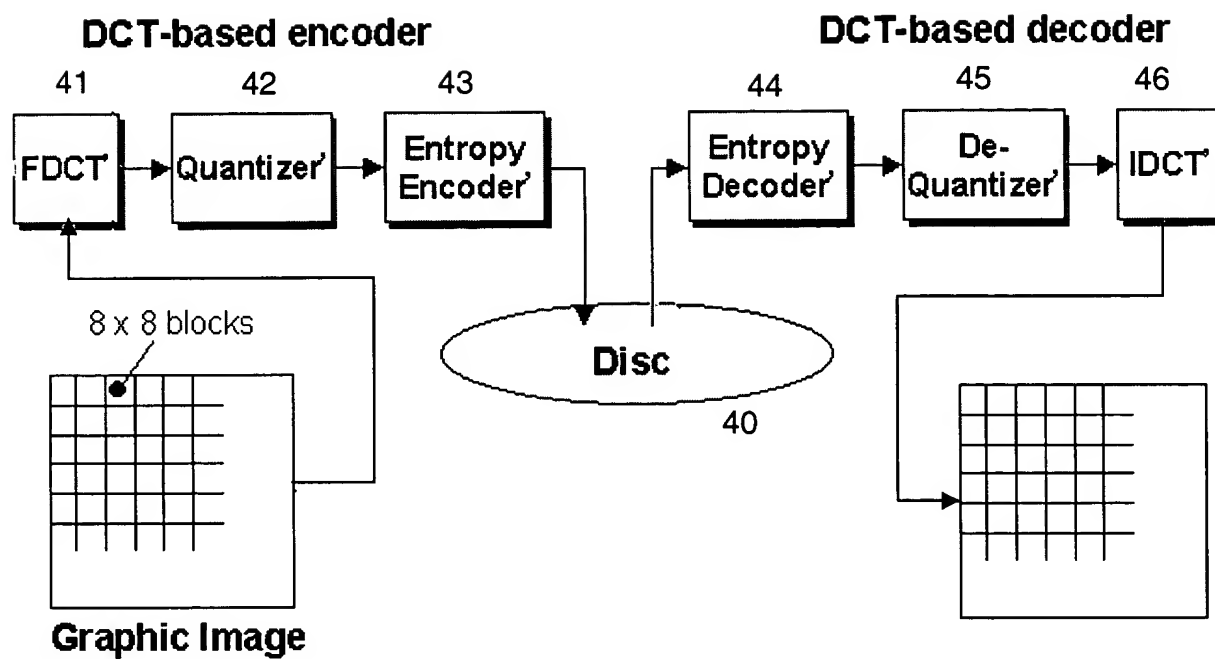 DCT-based encoder
DCT-based decoder
41
42
43
44
45
46
FDCT'
Quantizer'
Entropy
Encoder'
Entropy
Decoder'
De-
Quantizer'
IDCT'
8 x 8 blocks
Disc
40
Graphic Image